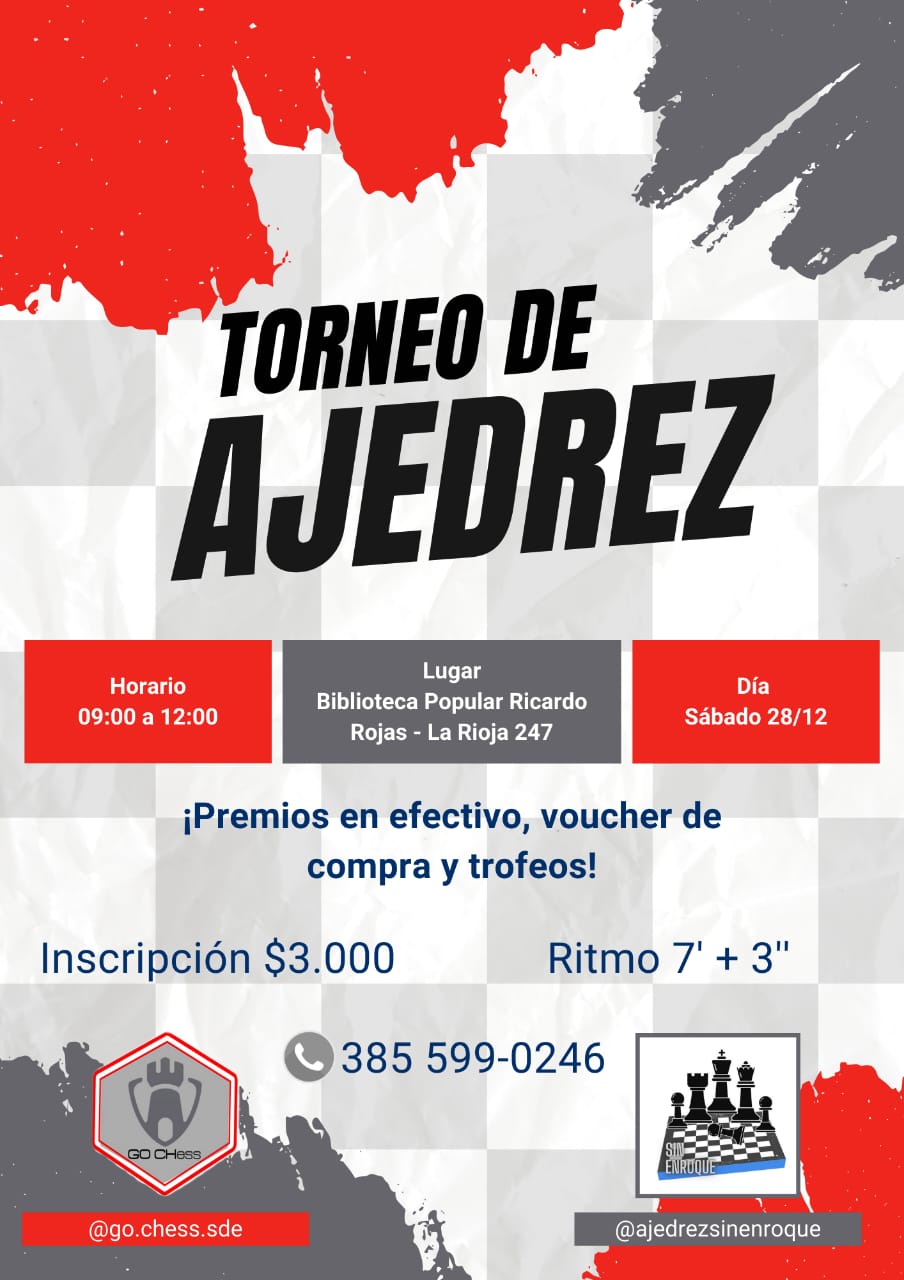 TORNEO DE
AJEDREZ
Horario
09:00 a 12:00
Lugar
Biblioteca Popular Ricardo
Rojas - La Rioja 247
Día
Sábado 28/12
¡Premios en efectivo, voucher de
compra y trofeos!
Inscripción $3.000
Ritmo 7' + 3''
385 599-0246
GO CHess
SIN
ENROQUE
@go.chess.sde
@ajedrezsinenroque